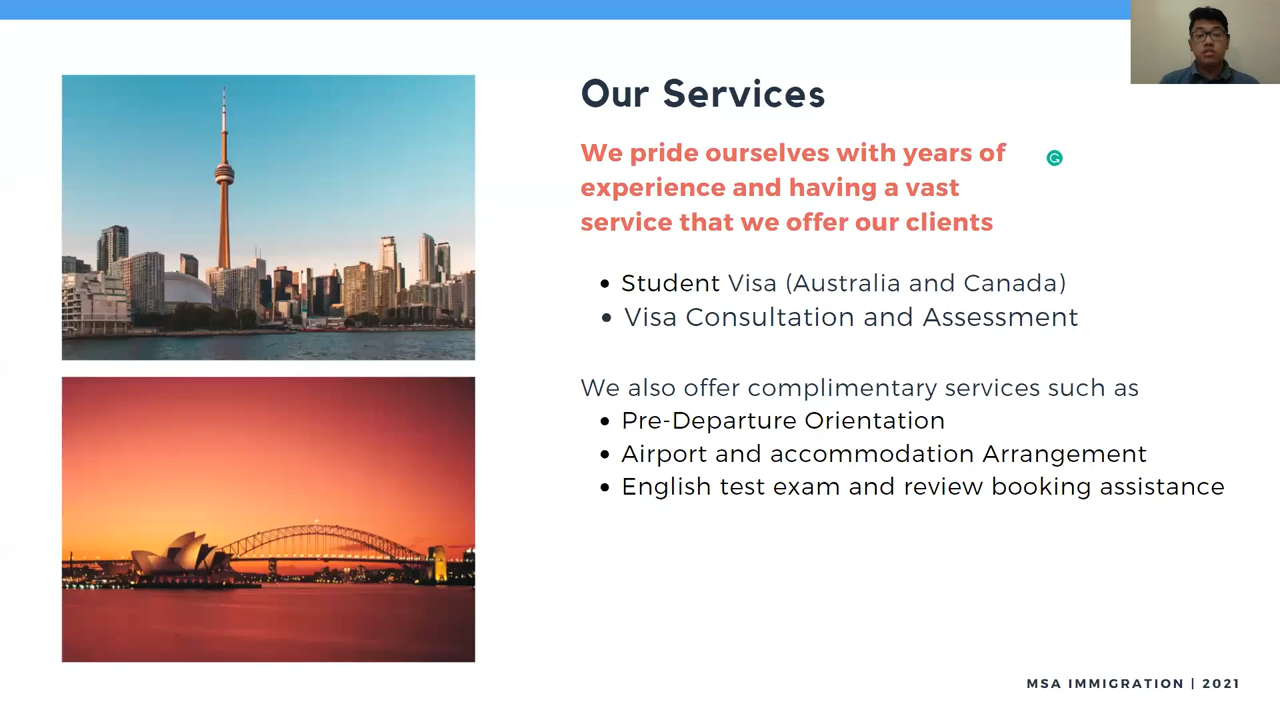 Our Services
We pride ourselves with years of
experience and having a vast
service that we offer our clients
Student Visa (Australia and Canada)
Visa Consultation and Assessment
We also offer complimentary services such as
Pre-Departure Orientation
Airport and accommodation Arrangement
English test exam and review booking assistance
MSA IMMIGRATION | 2021